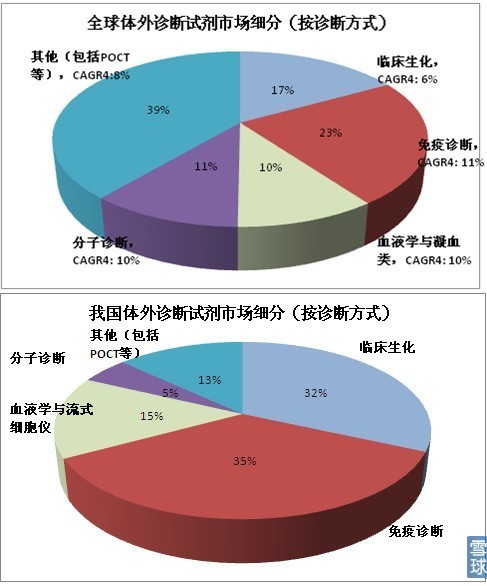 全球体外诊断试剂市场细分（按诊断方式）
其他（包括POCT
等），CAGR4:8%
临床生化，
CAGR4: 6%
17%
39%
23%
免疫诊断，
CAGR4: 11%
11%
10%
分子诊断，
CAGR4: 10%
血液学与凝血
类，CAGR4: 10%
我国体外诊断试剂市场细分（按诊断方式）
其他（包括
POCT等）
临床生化
分子诊断
13%
5%
32%
血液学与流式
细胞仪
15%
35%
免疫诊断
雪球